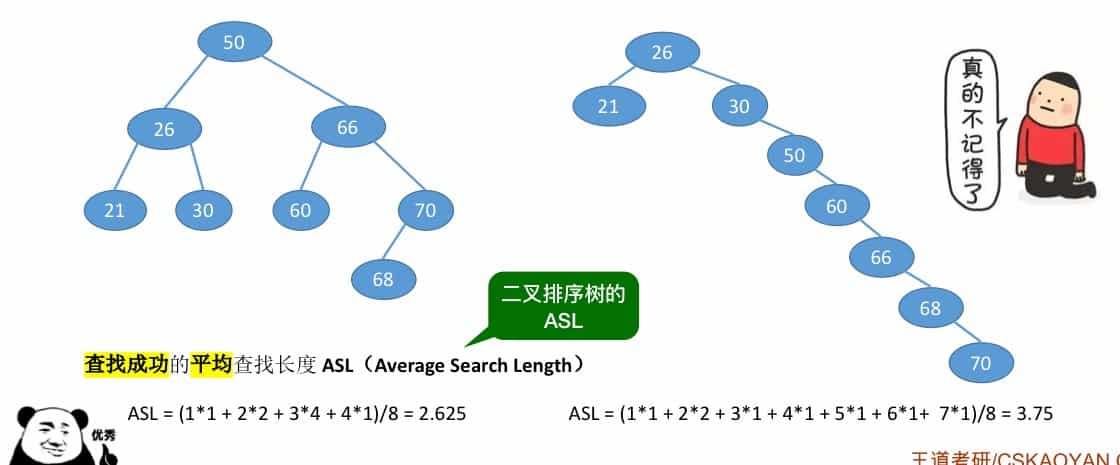 50
26
66
21
30
60
70
68
26
21
30
50
60
66
68
70
真的不记得了
二叉排序树的
ASL
查找成功的平均查找长度 ASL（Average Search Length）
ASL = (1*1 + 2*2 + 3*4 + 4*1)/8 = 2.625
ASL = (1*1 + 2*2 + 3*1 + 4*1 + 5*1 + 6*1+ 7*1)/8 = 3.75
优秀
王道考研/CSKAOYAN.C